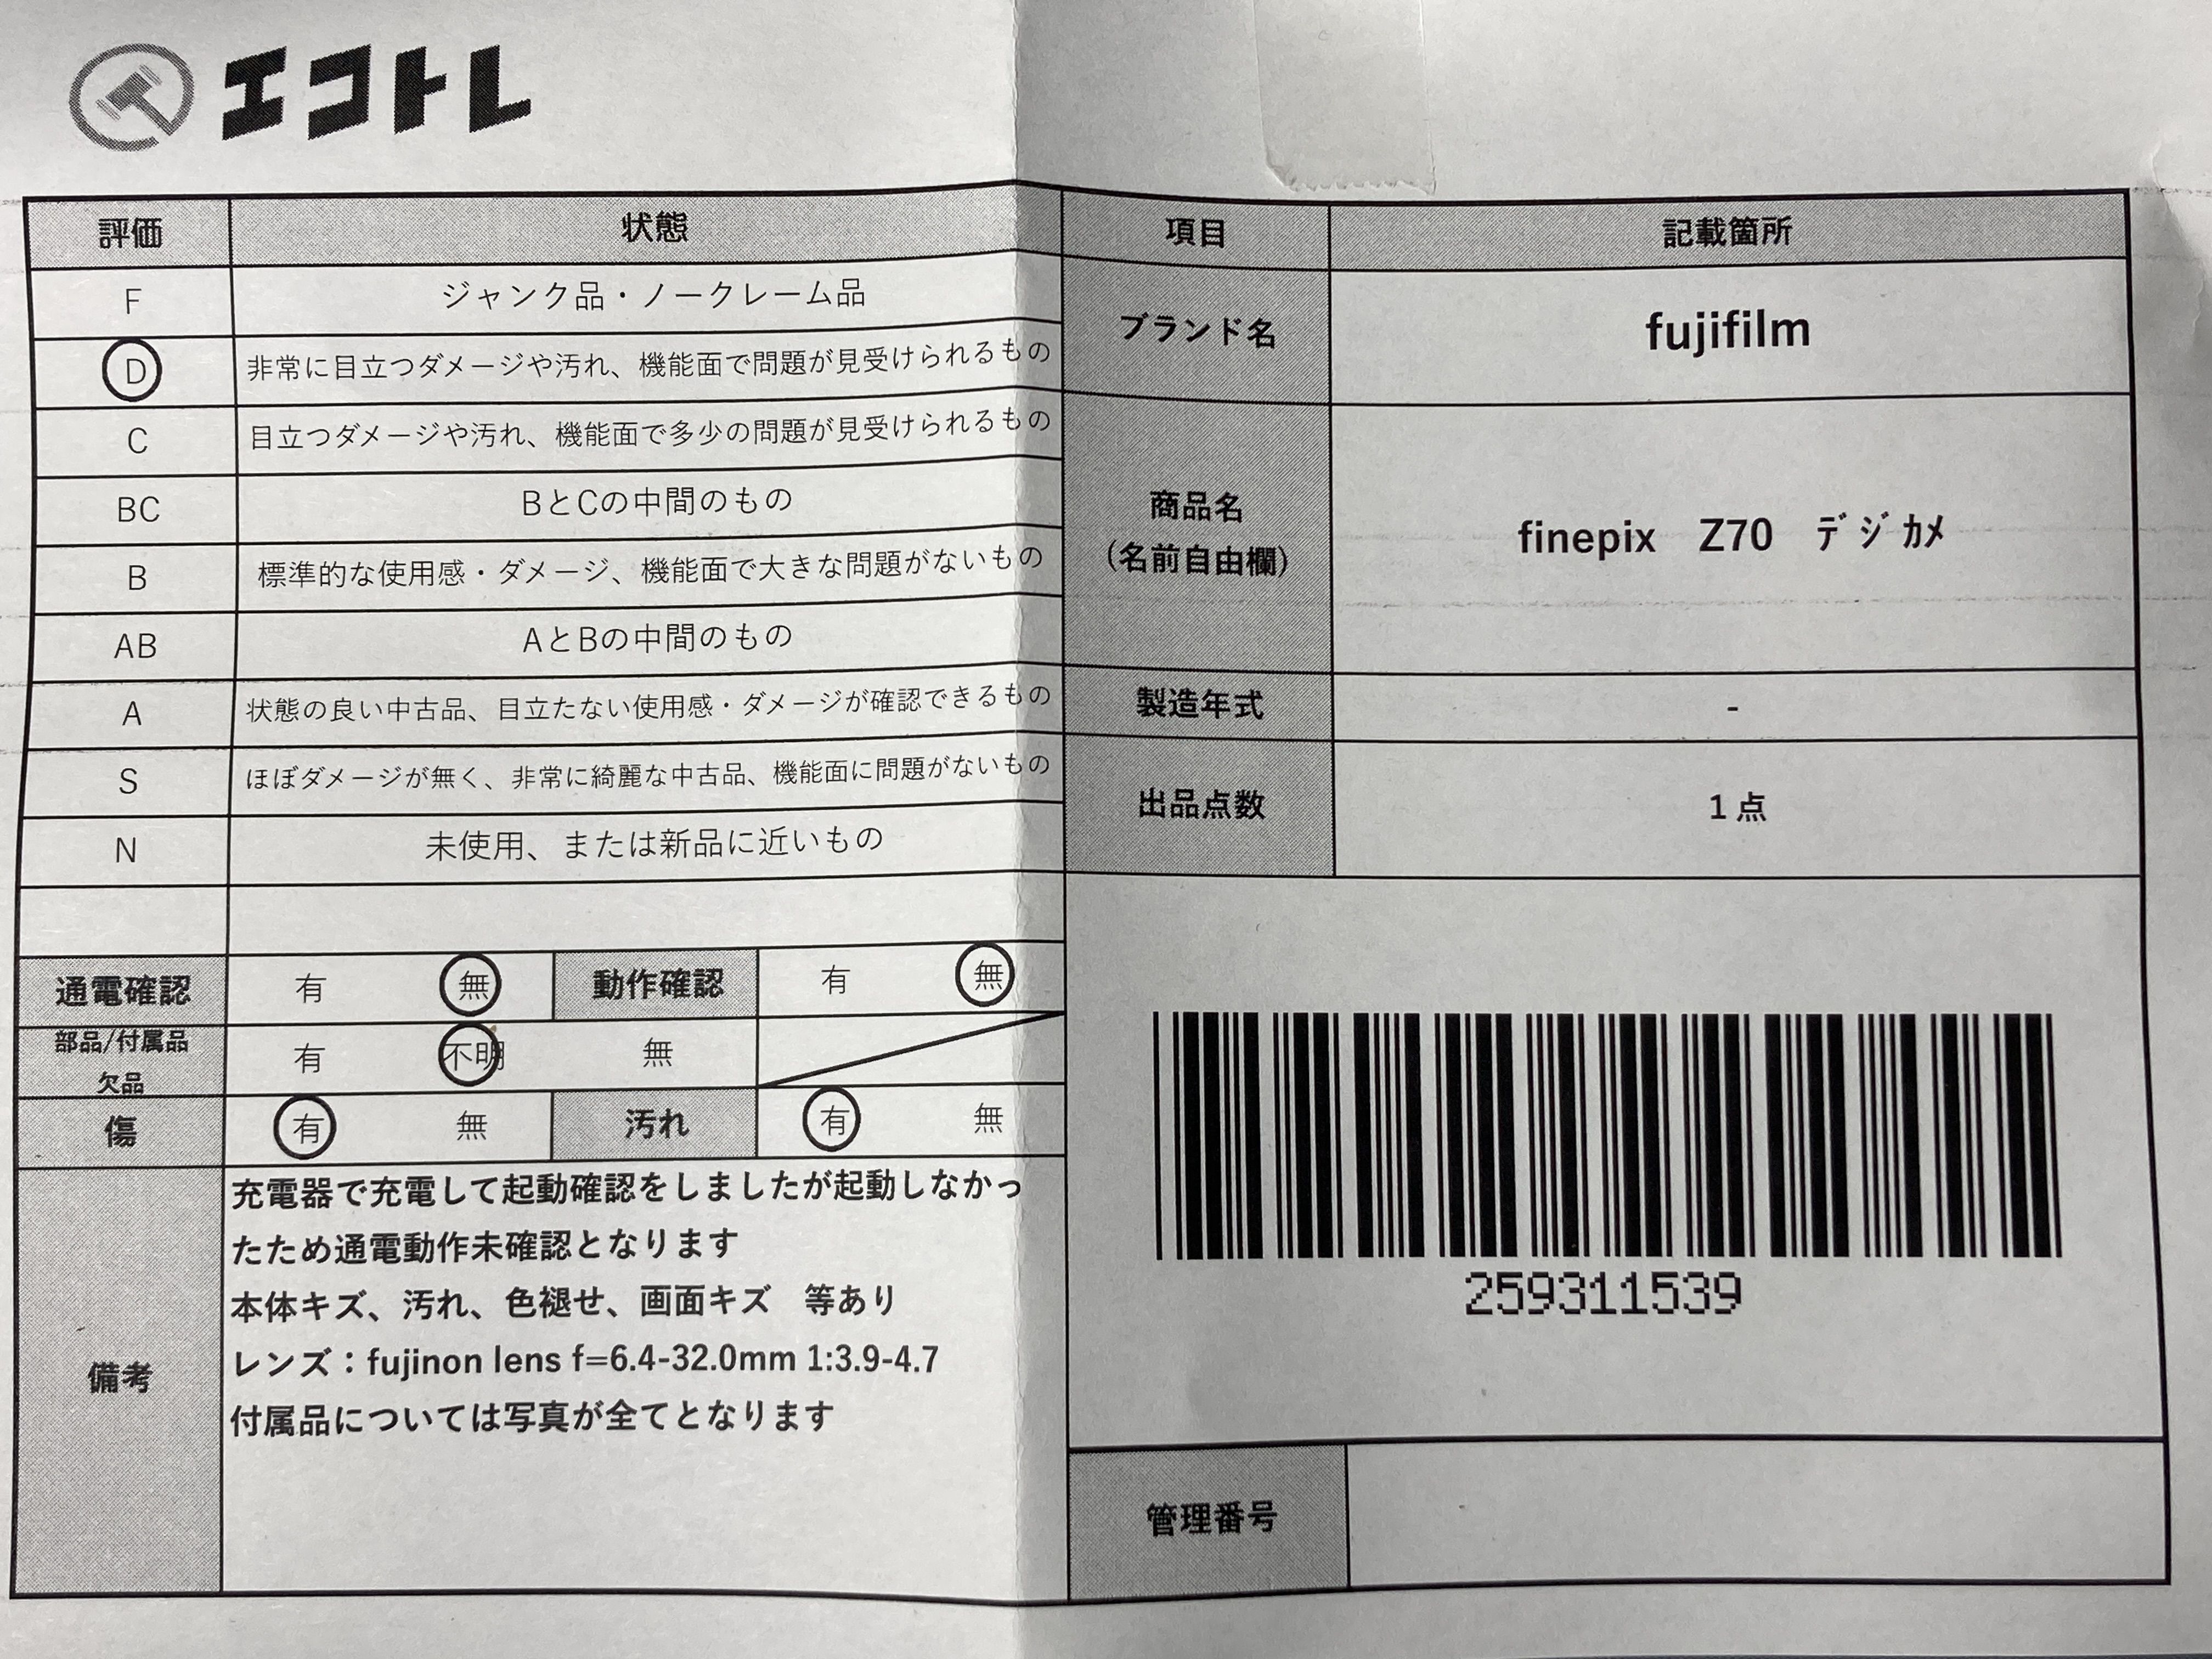 エコトレ
評価 状態
F ジャンク品・ノークレーム品
D 非常に目立つダメージや汚れ、機能面で問題が見受けられるもの
C 目立つダメージや汚れ、機能面で多少の問題が見受けられるもの
BC BとCの中間のもの
B 標準的な使用感・ダメージ、機能面で大きな問題がないもの
AB AとBの中間のもの
A 状態の良い中古品、目立たない使用感・ダメージが確認できるもの
S ほぼダメージが無く、非常に綺麗な中古品、機能面に問題がないもの
N 未使用、または新品に近いもの
通電確認 有 無 動作確認 有 無
部品/付属品
欠品
有 不明 無
傷 有 無 汚れ 有 無
備考
充電器で充電して起動確認をしましたが起動しなかっ
たため通電動作未確認となります
本体キズ、汚れ、色褪せ、画面キズ 等あり
レンズ：fujinon lens f=6.4-32.0mm 1:3.9-4.7
付属品については写真が全てとなります
項目 記載箇所
ブランド名 fujifilm
商品名
(名前自由欄)
finepix Z70 ﾃﾞｼﾞｶﾒ
製造年式 -
出品点数 1点
259311539
管理番号